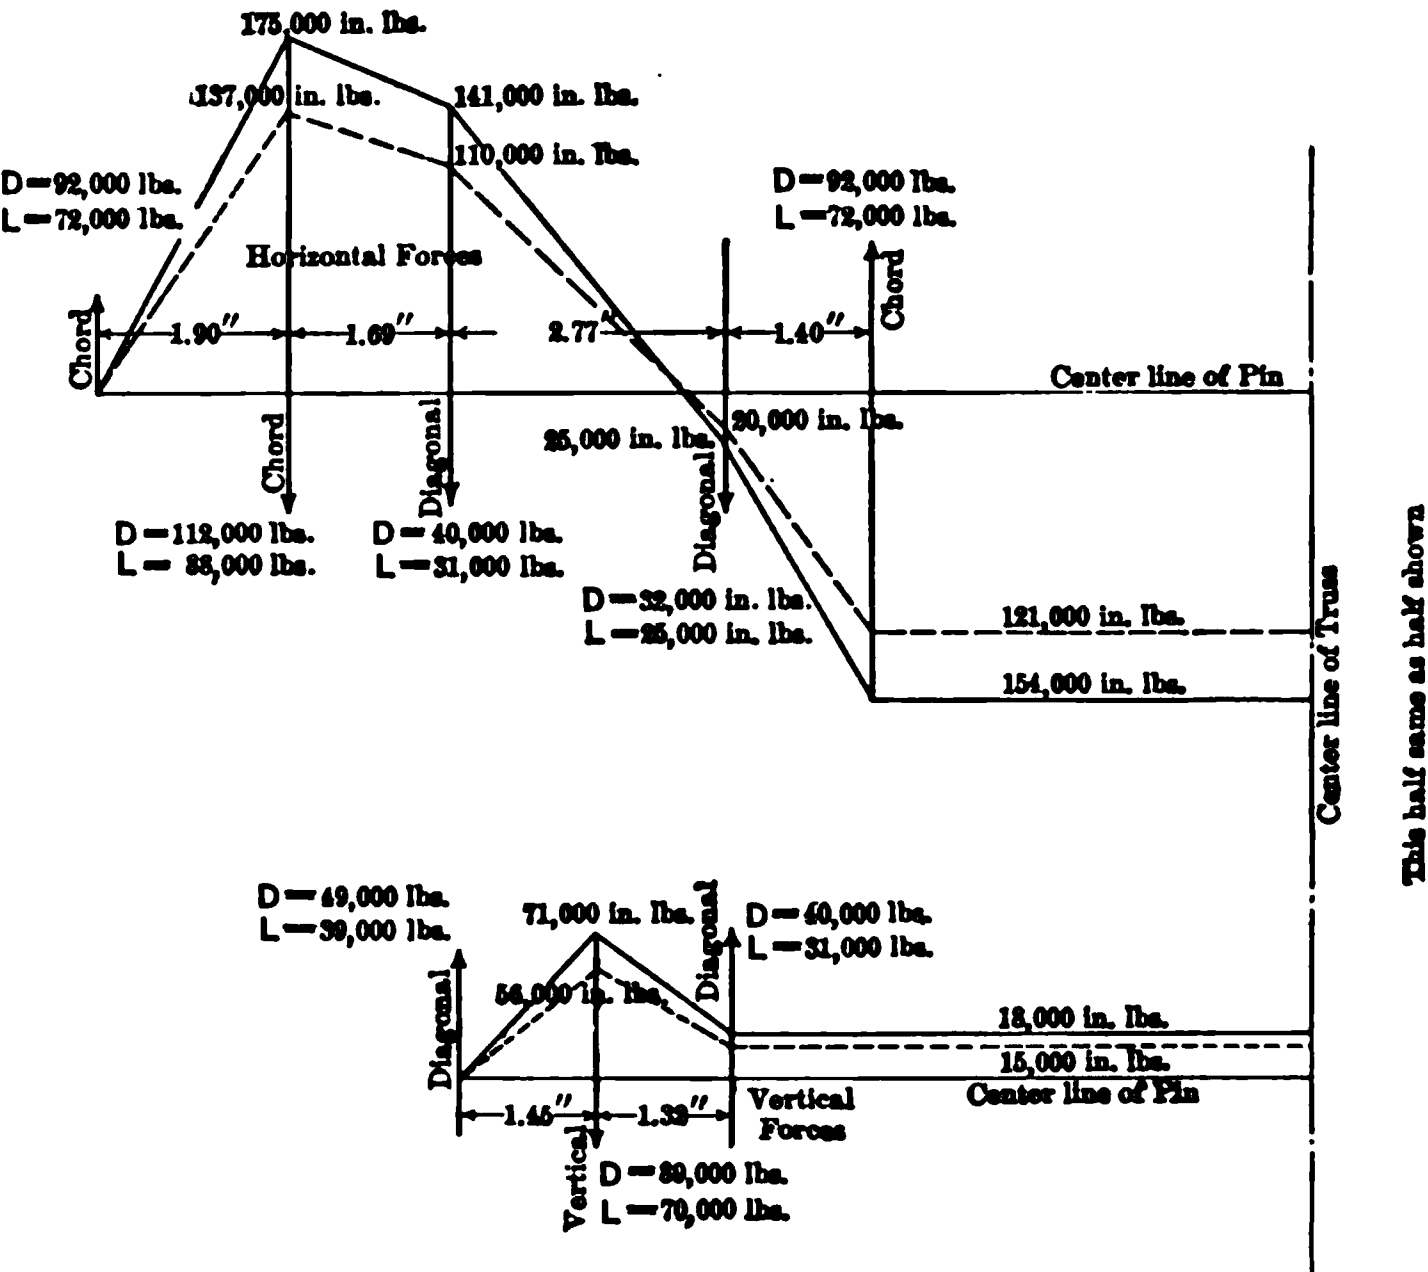 175,000 in. lbs.
137,000 in. lbs.
141,000 in. lbs.
110,000 in. lbs.
D=92,000 lbs.
L=72,000 lbs.
D=92,000 lbs.
L=72,000 lbs.
Horizontal Forces
Chord
1.90"
1.69"
2.77"
1.40"
Chord
Center line of Pin
Chord
Diagonal
25,000 in. lbs.
20,000 in. lbs.
Diagonal
D=112,000 lbs.
L= 88,000 lbs.
D=40,000 lbs.
L=31,000 lbs.
D=32,000 in. lbs.
L=25,000 in. lbs.
121,000 in. lbs.
154,000 in. lbs.
Center line of Truss
This half same as half shown
D=49,000 lbs.
L=39,000 lbs.
71,000 in. lbs.
56,000 in. lbs.
Diagonal
Diagonal
D=40,000 lbs.
L=31,000 lbs.
18,000 in. lbs.
15,000 in. lbs.
Center line of Pin
1.45"
1.32"
Vertical
Forces
Vertical
D=89,000 lbs.
L=70,000 lbs.